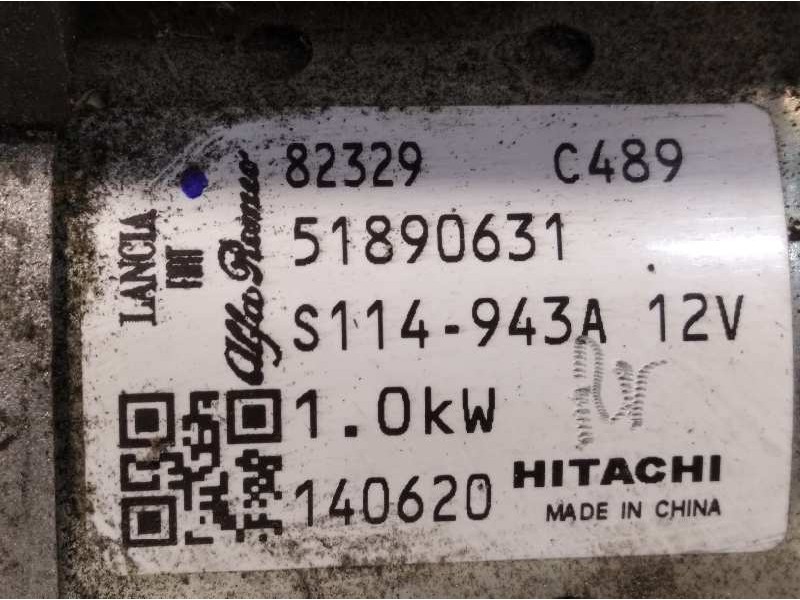 82329 C489
51890631
S114-943A 12V
1.0kW
140620
HITACHI
MADE IN CHINA
LANCIA
FIAT
Alfa Romeo